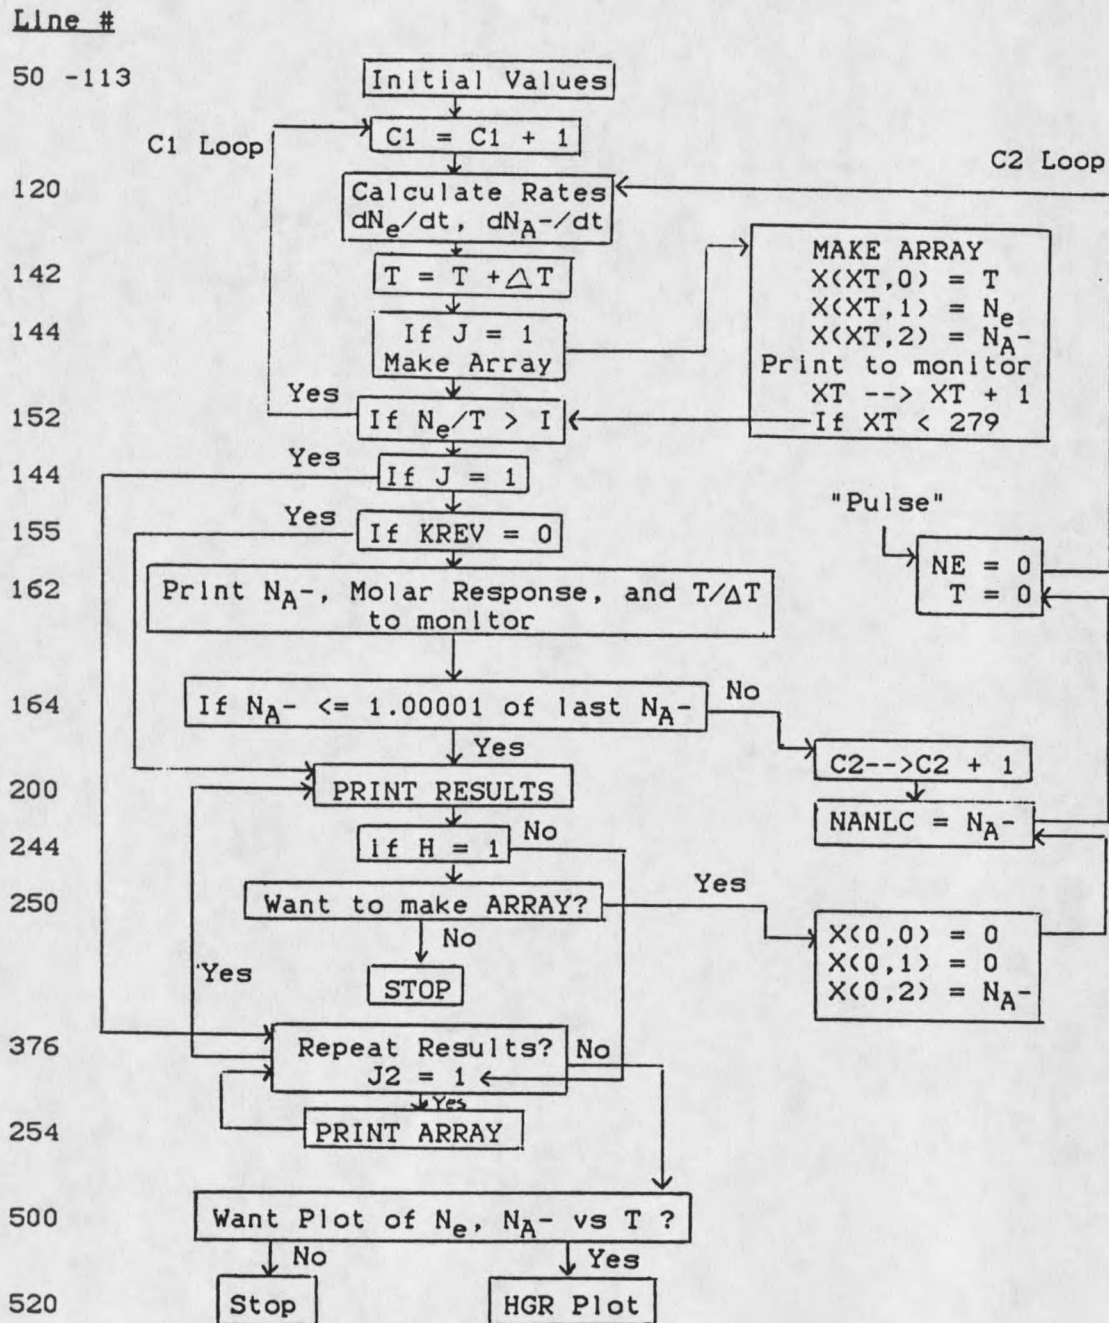 Line #
50 -113
Initial Values
C1 Loop
C1 = C1 + 1
C2 Loop
120
Calculate Rates
dNe/dt, dNA-/dt
142
T = T + ΔT
144
If J = 1
Make Array
MAKE ARRAY
X(XT,0) = T
X(XT,1) = Ne
X(XT,2) = NA-
Print to monitor
XT --> XT + 1
If XT < 279
Yes
152
If Ne/T > I
Yes
144
If J = 1
"Pulse"
Yes
155
If KREV = 0
NE = 0
T = 0
162
Print NA-, Molar Response, and T/ΔT
to monitor
164
If NA- <= 1.00001 of last NA-
No
Yes
C2-->C2 + 1
200
PRINT RESULTS
NANLC = NA-
244
if H = 1
No
250
Want to make ARRAY?
Yes
No
X(0,0) = 0
X(0,1) = 0
X(0,2) = NA-
Yes
STOP
376
Repeat Results?
J2 = 1
No
Yes
254
PRINT ARRAY
500
Want Plot of Ne, NA- vs T ?
No
Yes
520
Stop
HGR Plot